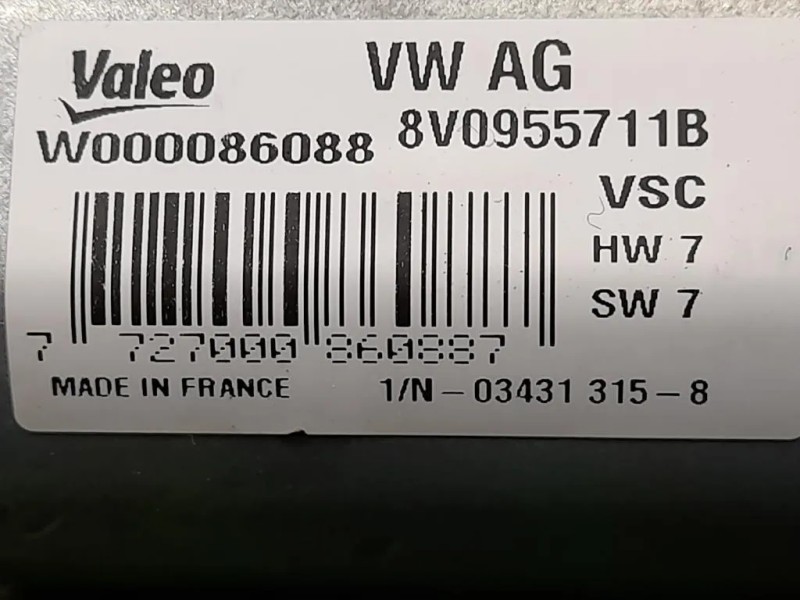 Valeo VW AG
W000086088 8V0955711B
VSC
HW 7
SW 7
7 727000 860887
MADE IN FRANCE 1/N-03431 315-8